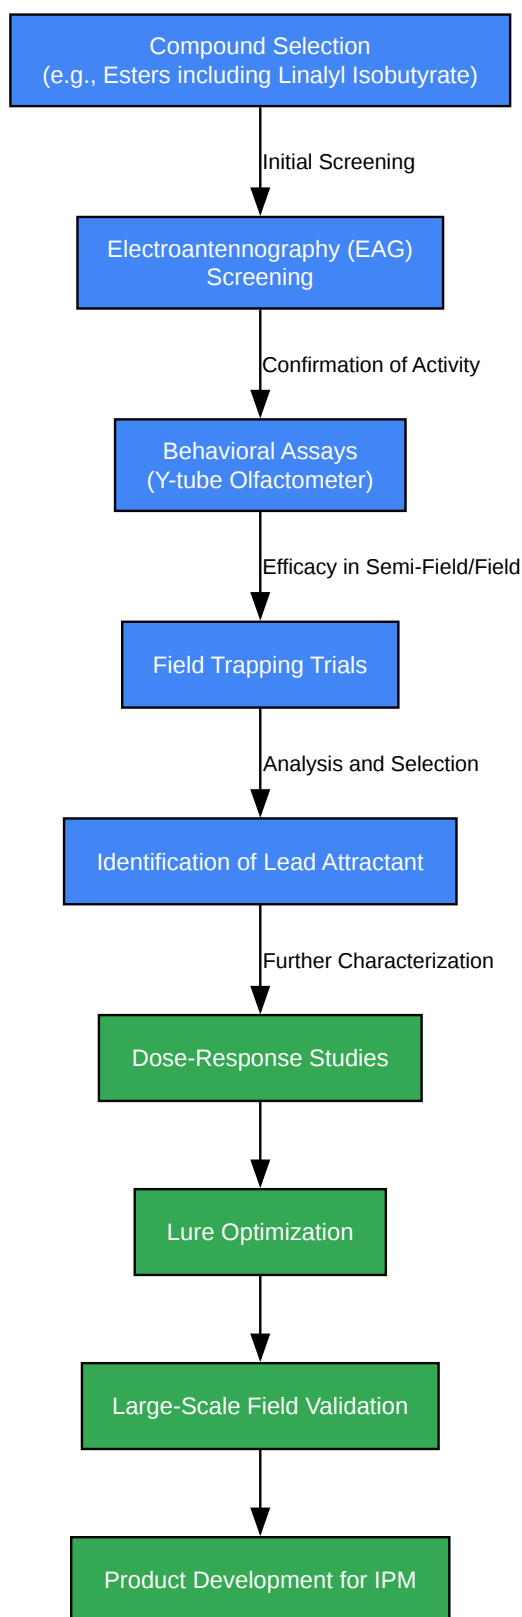 Compound Selection
(e.g., Esters including Linalyl Isobutyrate)
Initial Screening
Electroantennography (EAG)
Screening
Confirmation of Activity
Behavioral Assays
(Y-tube Olfactometer)
Efficacy in Semi-Field/Field
Field Trapping Trials
Analysis and Selection
Identification of Lead Attractant
Further Characterization
Dose-Response Studies
Lure Optimization
Large-Scale Field Validation
Product Development for IPM